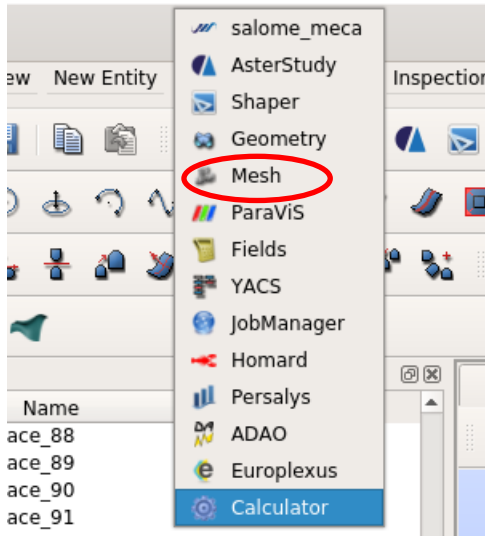 salome_meca
AsterStudy
ew New Entity Inspection
Shaper
Geometry
Mesh
ParaViS
Fields
YACS
JobManager
Homard
Persalys
Name
ADAO
ace_88
ace_89
Europlexus
ace_90
Calculator
ace_91